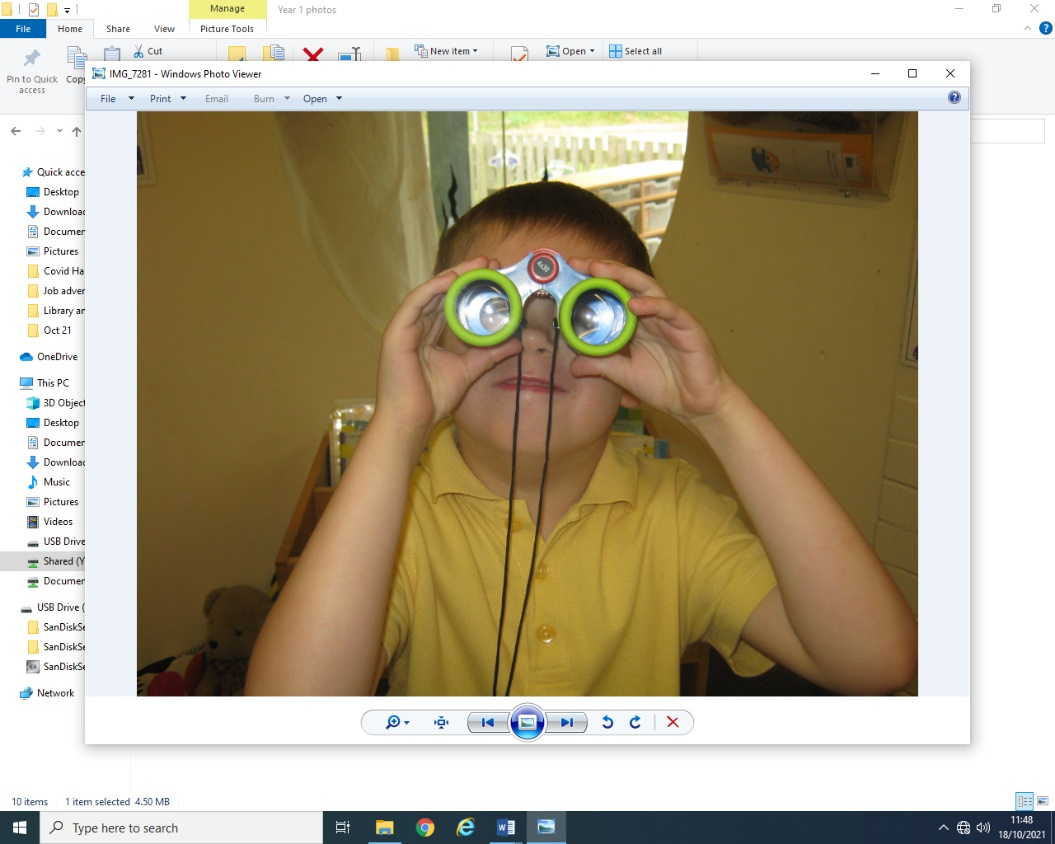 Manage
Year 1 photos
File
Home
Share
View
Picture Tools
Pin to Quick
access
Copy
Cut
New item
Open
Select all
IMG_7281 - Windows Photo Viewer
File
Print
Email
Burn
Open
Quick acce
Desktop
Downloac
Documer
Pictures
Covid Ha
Job adver
Library ar
Oct 21
OneDrive
This PC
3D Object
Desktop
Documer
Downloac
Music
Pictures
Videos
USB Drive
Shared (Y
Documer
USB Drive (
SanDiskSe
SanDiskSe
SanDiskSe
Network
4x30
10 items
1 item selected 4.50 MB
Type here to search
11:48
18/10/2021